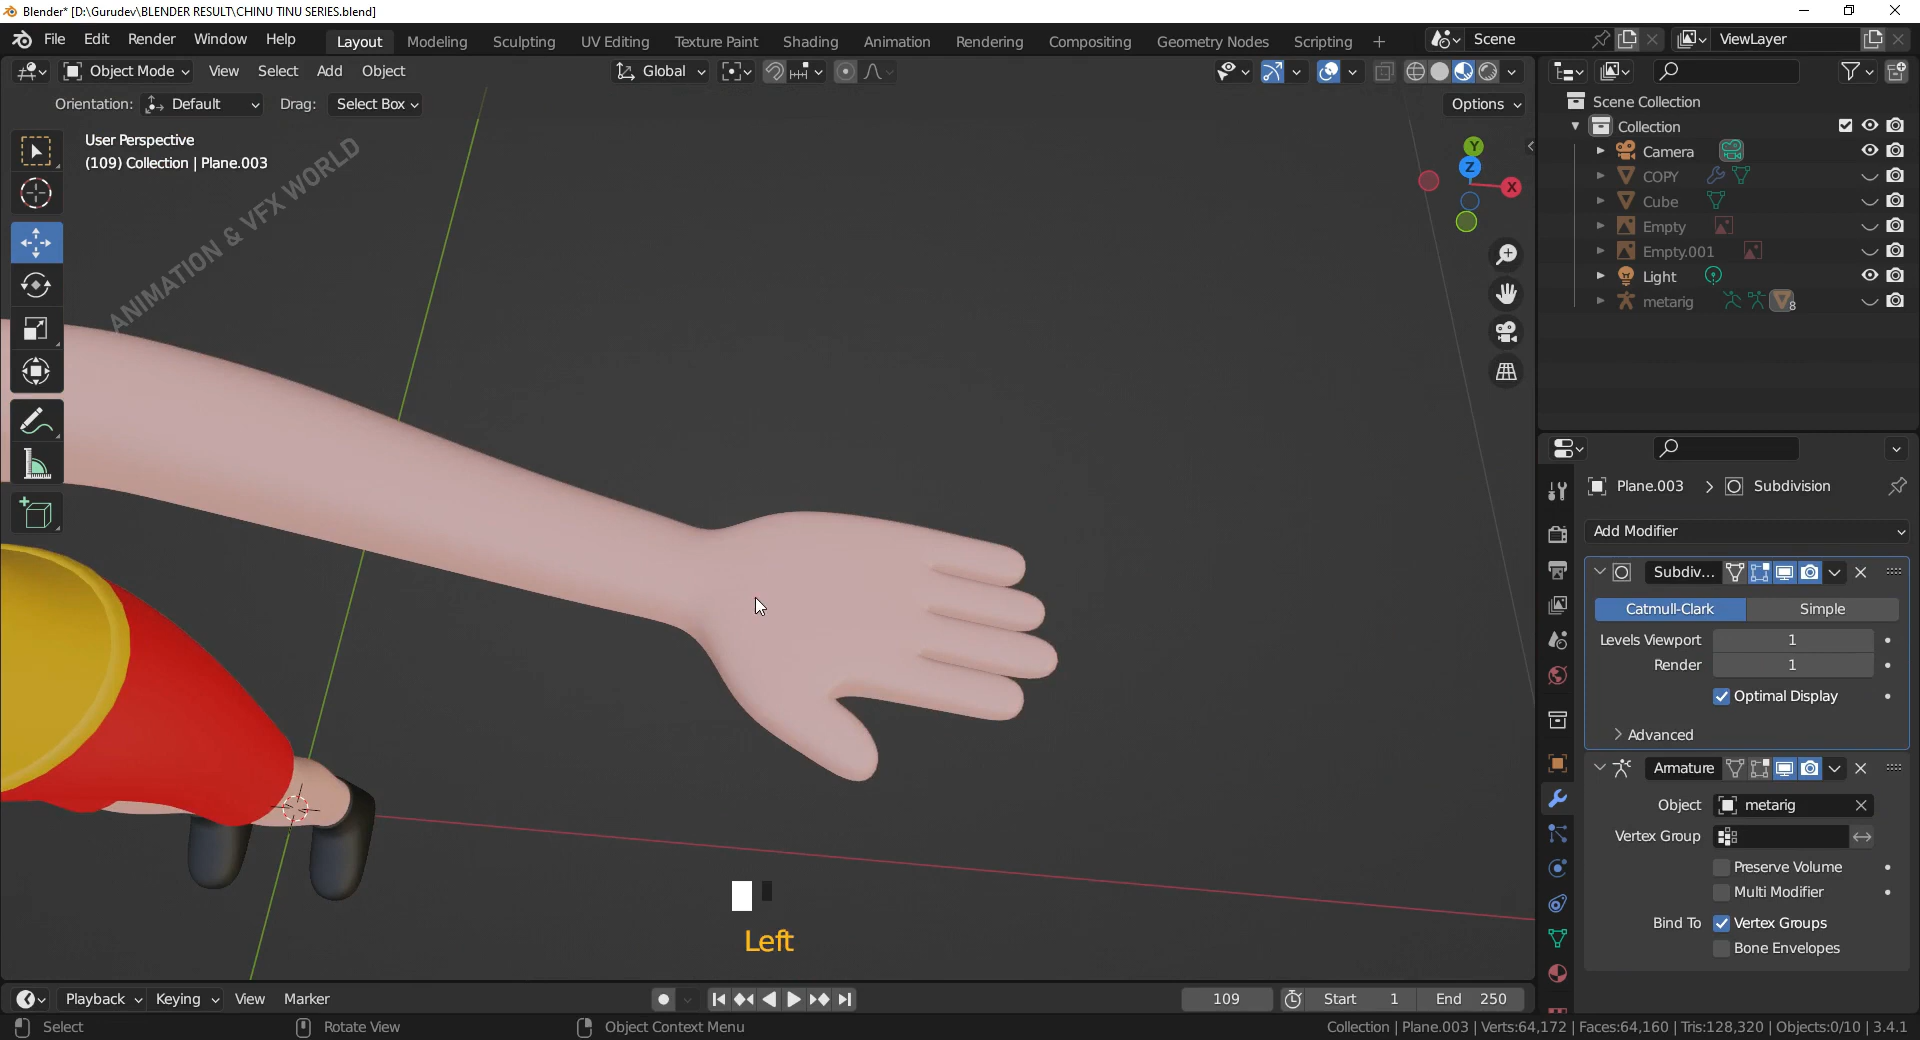 Blender* [D:\Gurudev\BLENDER RESULT\CHINU TINU SERIES.blend]
File Edit Render Window Help Layout Modeling Sculpting UV Editing Texture Paint Shading Animation Rendering Compositing Geometry Nodes Scripting + Scene ViewLayer
Object Mode View Select Add Object Global
Orientation: Default Drag: Select Box Options
User Perspective
(109) Collection | Plane.003
ANIMATION & VFX WORLD
Y
Z
X
Scene Collection
Collection
Camera
COPY
Cube
Empty
Empty.001
Light
metarig 8
Plane.003 > Subdivision
Add Modifier
Subdiv...
Catmull-Clark Simple
Levels Viewport 1
Render 1
Optimal Display
Advanced
Armature
Object metarig
Vertex Group
Preserve Volume
Multi Modifier
Bind To Vertex Groups
Bone Envelopes
Left
Playback Keying View Marker 109 Start 1 End 250
Select Rotate View Object Context Menu Collection | Plane.003 | Verts:64,172 | Faces:64,160 | Tris:128,320 | Objects:0/10 | 3.4.1